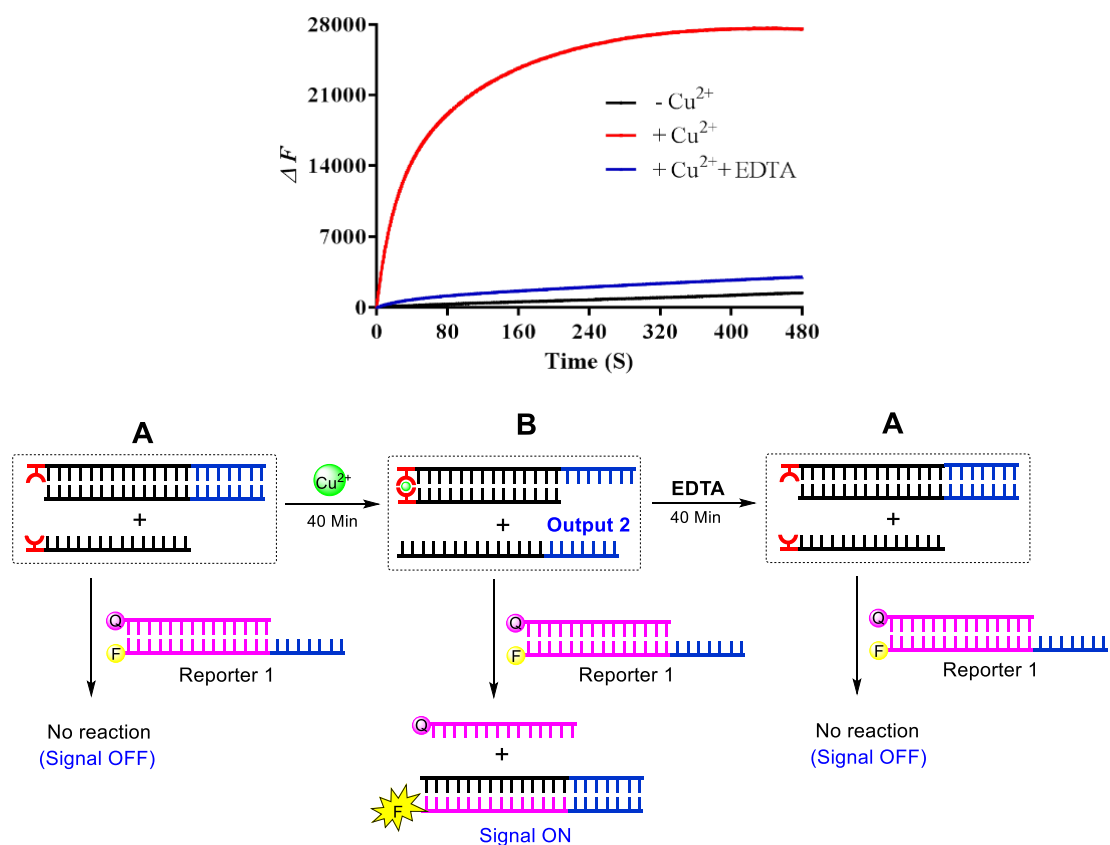 28000
21000
14000
7000
0
ΔF
- Cu²⁺
+ Cu²⁺
+ Cu²⁺ + EDTA
0 80 160 240 320 400 480
Time (S)
A
B
A
Cu²⁺
40 Min
EDTA
40 Min
+
+
Output 2
+
Q
F
Reporter 1
Q
F
Reporter 1
Q
F
Reporter 1
No reaction
(Signal OFF)
Q
+
F
Signal ON
No reaction
(Signal OFF)